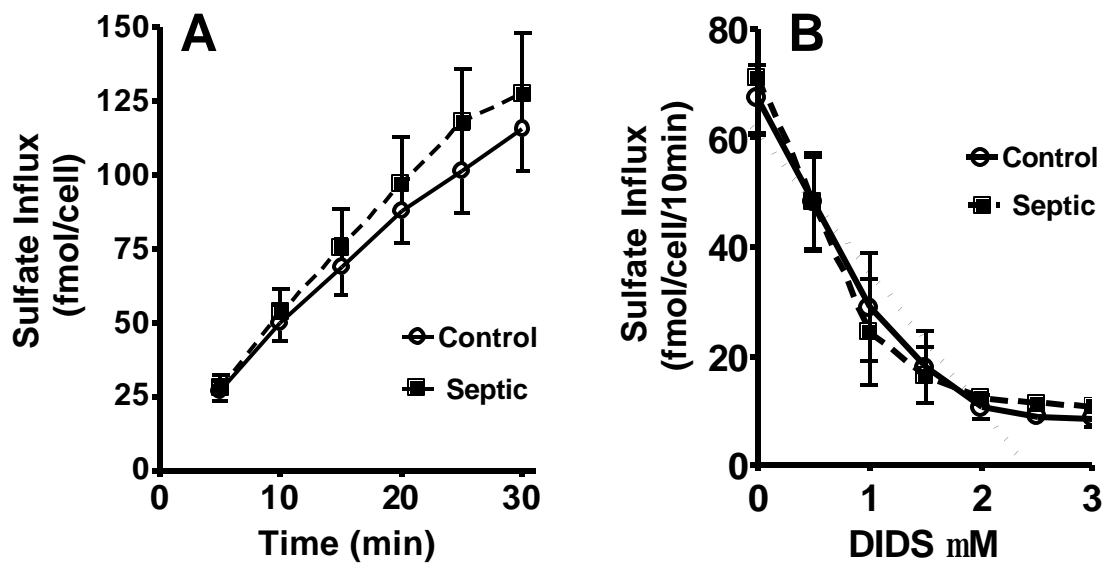 A
Sulfate Influx
(fmol/cell)
150
125
100
75
50
25
0
0 10 20 30
Time (min)
Control
Septic
B
Sulfate Influx
(fmol/cell/10min)
80
60
40
20
0
0 1 2 3
DIDS mM
Control
Septic